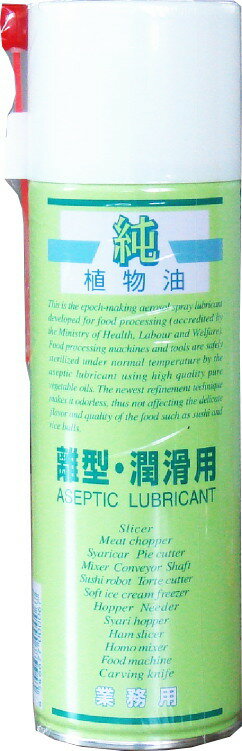 純
植物油
This is the epoch-making aerosol spray lubricant
developed for food processing (accredited by
the Ministry of Health, Labour and Welfare).
Food processing machines and tools are safely
sterilized under normal temperature by the
aseptic lubricant using high quality pure
vegetable oils. The newest refinement technique
makes it odorless, thus not affecting the delicate
flavor and quality of the food such as sushi and
rice balls.
離型・潤滑用
ASEPTIC LUBRICANT
Slicer
Meat chopper
Syaricar Pie cutter
Mixer Conveyor Shaft
Sushi robot Torte cutter
Soft ice cream freezer
Hopper Needer
Syari hopper
Ham slicer
Homo mixer
Food machine
Carving knife
業務用